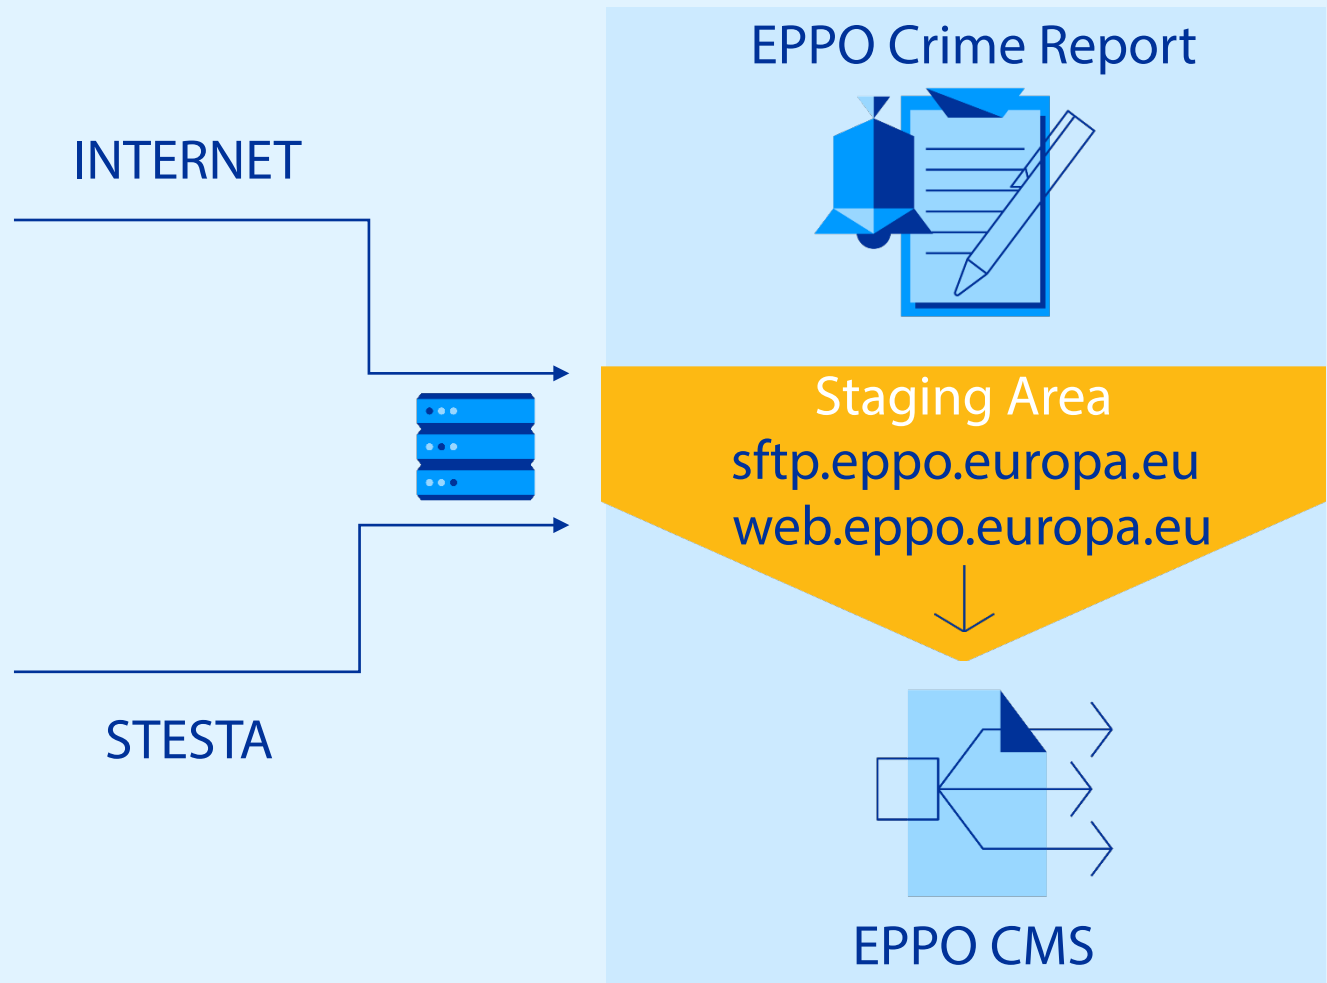 EPPO Crime Report
INTERNET
Staging Area
sftp.eppo.europa.eu
web.eppo.europa.eu
STESTA
EPPO CMS